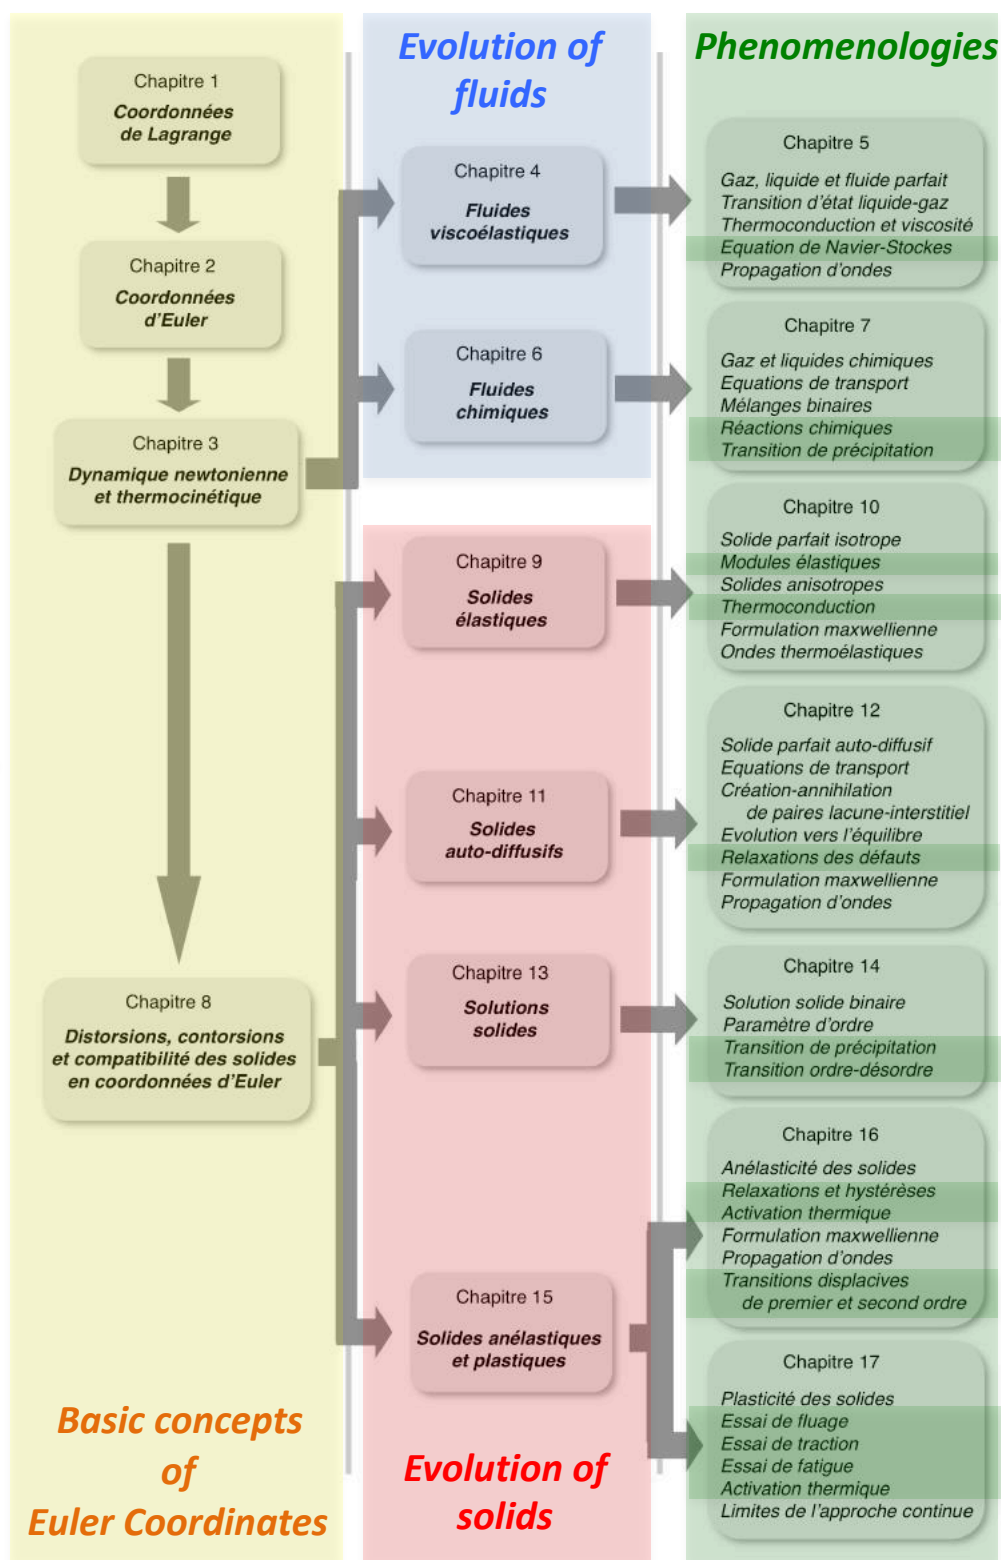 Chapitre 1
Coordonnées
de Lagrange
Chapitre 2
Coordonnées
d'Euler
Chapitre 3
Dynamique newtonienne
et thermocinétique
Chapitre 8
Distorsions, contorsions
et compatibilité des solides
en coordonnées d'Euler
Basic concepts
of
Euler Coordinates
Evolution of
fluids
Chapitre 4
Fluides
viscoélastiques
Chapitre 6
Fluides
chimiques
Chapitre 9
Solides
élastiques
Chapitre 11
Solides
auto-diffusifs
Chapitre 13
Solutions
solides
Chapitre 15
Solides anélastiques
et plastiques
Evolution of
solids
Phenomenologies
Chapitre 5
Gaz, liquide et fluide parfait
Transition d'état liquide-gaz
Thermoconduction et viscosité
Equation de Navier-Stockes
Propagation d'ondes
Chapitre 7
Gaz et liquides chimiques
Equations de transport
Mélanges binaires
Réactions chimiques
Transition de précipitation
Chapitre 10
Solide parfait isotrope
Modules élastiques
Solides anisotropes
Thermoconduction
Formulation maxwellienne
Ondes thermoélastiques
Chapitre 12
Solide parfait auto-diffusif
Equations de transport
Création-annihilation
de paires lacune-interstitiel
Evolution vers l'équilibre
Relaxations des défauts
Formulation maxwellienne
Propagation d'ondes
Chapitre 14
Solution solide binaire
Paramètre d'ordre
Transition de précipitation
Transition ordre-désordre
Chapitre 16
Anélasticité des solides
Relaxations et hystérèses
Activation thermique
Formulation maxwellienne
Propagation d'ondes
Transitions displacives
de premier et second ordre
Chapitre 17
Plasticité des solides
Essai de fluage
Essai de traction
Essai de fatigue
Activation thermique
Limites de l'approche continue